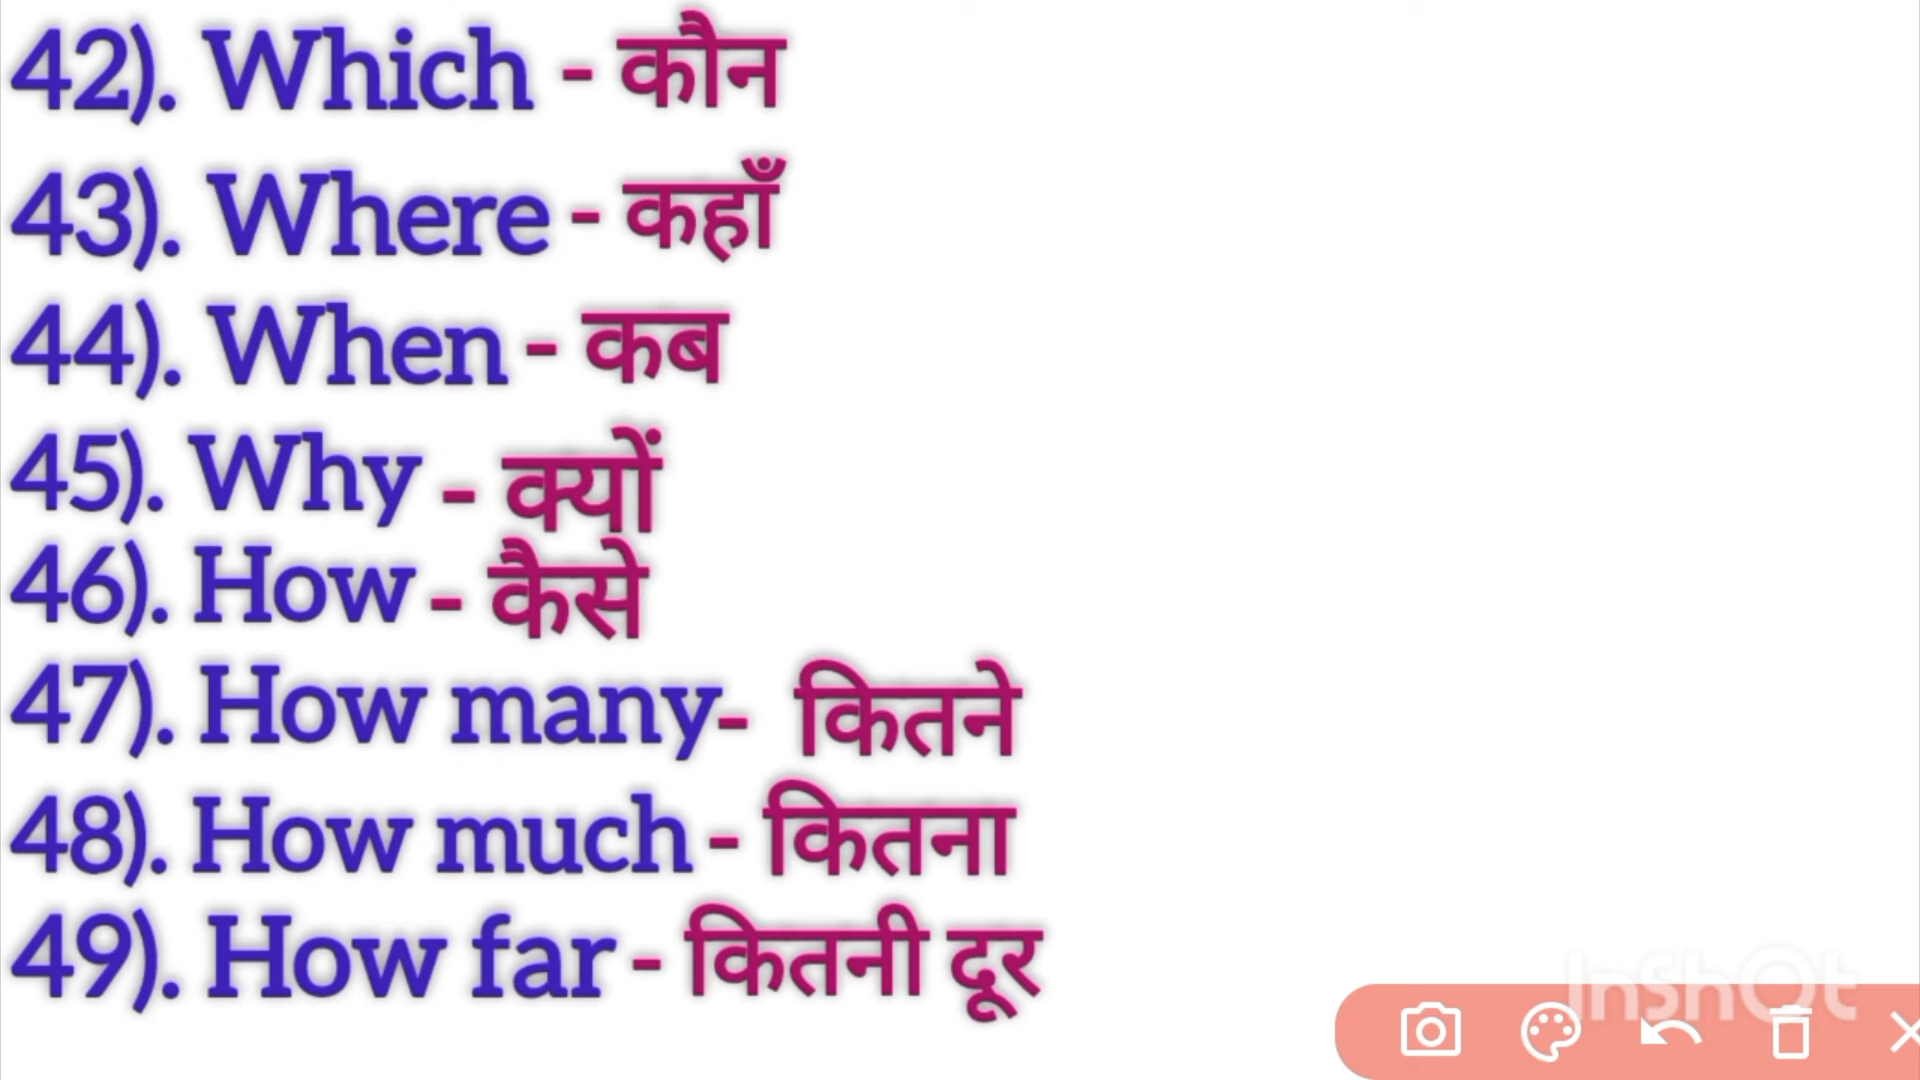 42). Which - कौन
43). Where - कहाँ
44). When - कब
45). Why - क्यों
46). How - कैसे
47). How many- कितने
48). How much - कितना
49). How far - कितनी दूर
InShOt